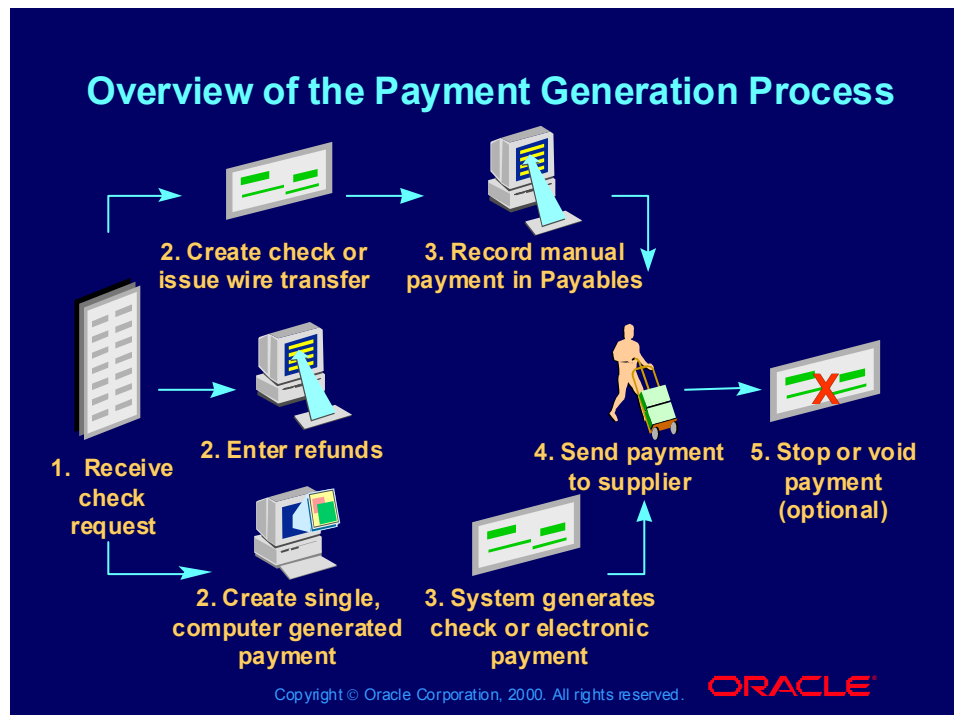 Overview of the Payment Generation Process
2. Create check or
issue wire transfer
3. Record manual
payment in Payables
1. Receive
check
request
2. Enter refunds
4. Send payment
to supplier
5. Stop or void
payment
(optional)
X
2. Create single,
computer generated
payment
3. System generates
check or electronic
payment
Copyright © Oracle Corporation, 2000. All rights reserved.
ORACLE®